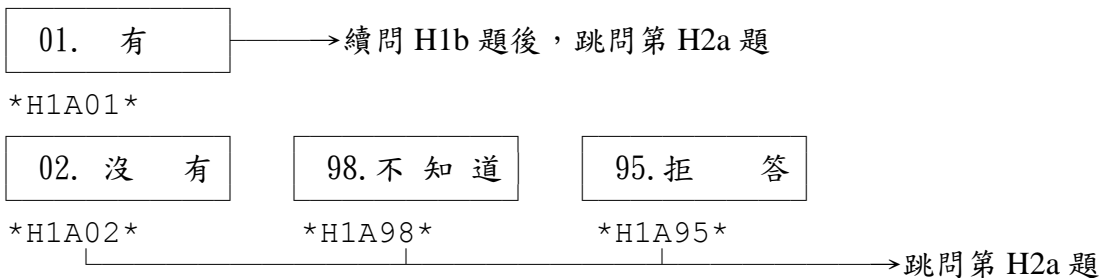 01. 有 →續問 H1b 題後，跳問第 H2a 題
*H1A01*
02. 沒 有 98.不 知 道 95.拒 答
*H1A02* *H1A98* *H1A95*
→跳問第 H2a 題